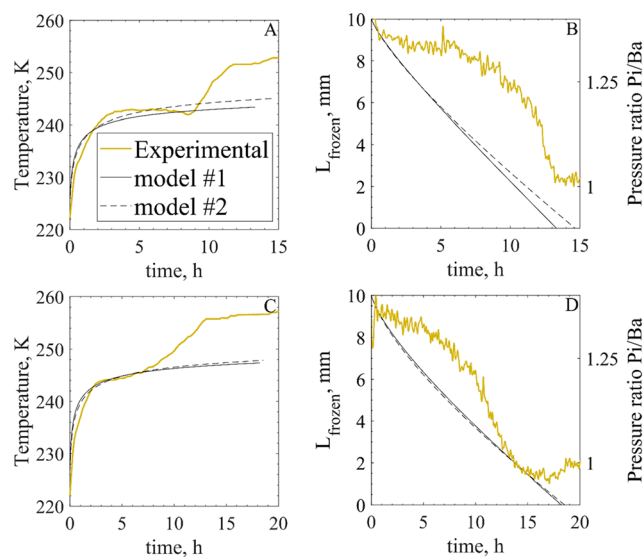 A
Temperature, K
260
250
240
230
220
Experimental
model #1
model #2
0 5 10 15
time, h
B
L_frozen, mm
10
8
6
4
2
0
1.25
1
Pressure ratio Pi/Ba
0 5 10 15
time, h
C
Temperature, K
260
250
240
230
220
0 5 10 15 20
time, h
D
L_frozen, mm
10
8
6
4
2
0
1.25
1
Pressure ratio Pi/Ba
0 5 10 15 20
time, h